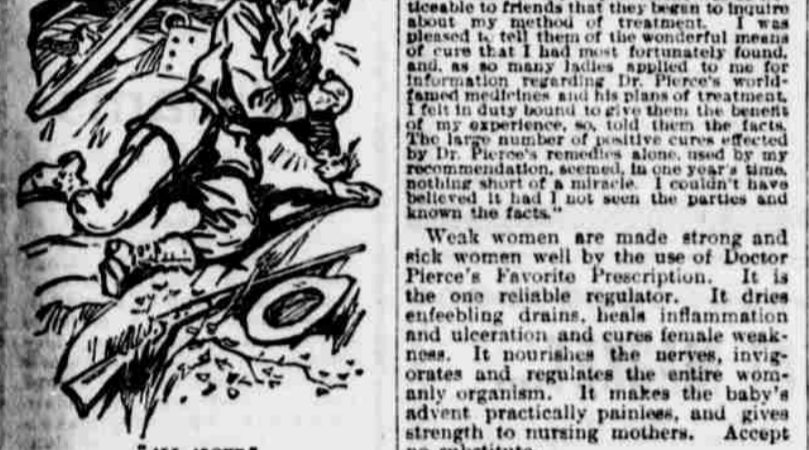 ticeable to friends that they began to inquire
about my method of treatment. I was
pleased to tell them of the wonderful means
of cure that I had most fortunately found,
and, as so many ladies applied to me for
information regarding Dr. Pierce's world-
famed medicines and his plans of treatment,
I felt in duty bound to give them the benefit
of my experience, so, told them the facts.
The large number of positive cures effected
by Dr. Pierce's remedies alone, used by my
recommendation, seemed, in one year's time,
nothing short of a miracle. I couldn't have
believed it had I not seen the parties and
known the facts."
Weak women are made strong and
sick women well by the use of Doctor
Pierce's Favorite Prescription. It is
the one reliable regulator. It dries
enfeebling drains, heals inflammation
and ulceration and cures female weak-
ness. It nourishes the nerves, invig-
orates and regulates the entire wom-
anly organism. It makes the baby's
advent practically painless, and gives
strength to nursing mothers. Accept
no substitute